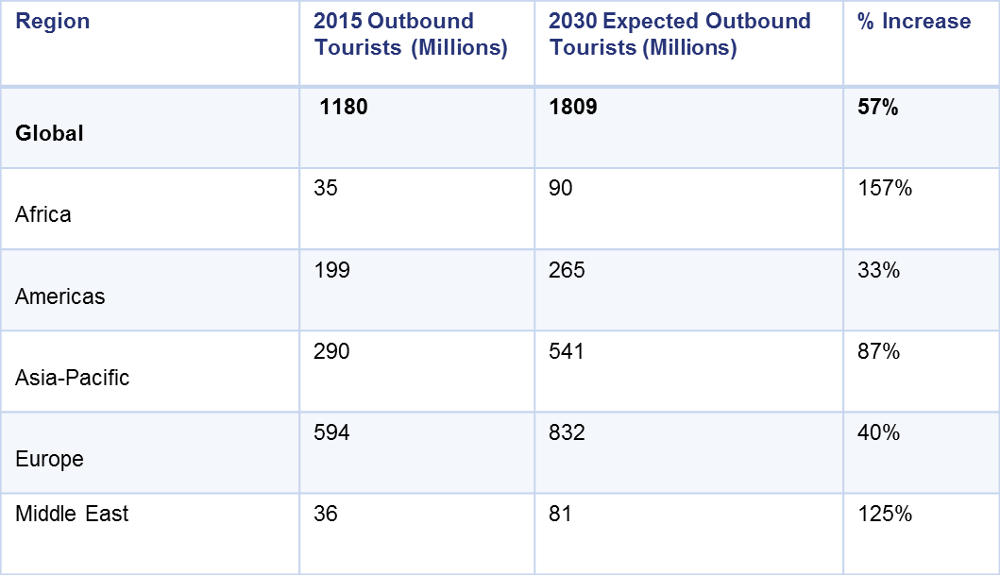 Region 2015 Outbound 2030 Expected Outbound % Increase
Tourists (Millions) Tourists (Millions)
1180 1809 57%
Global
35 90 157%
Africa
199 265 33%
Americas
290 541 87%
Asia-Pacific
594 832 40%
Europe
Middle East 36 81 125%